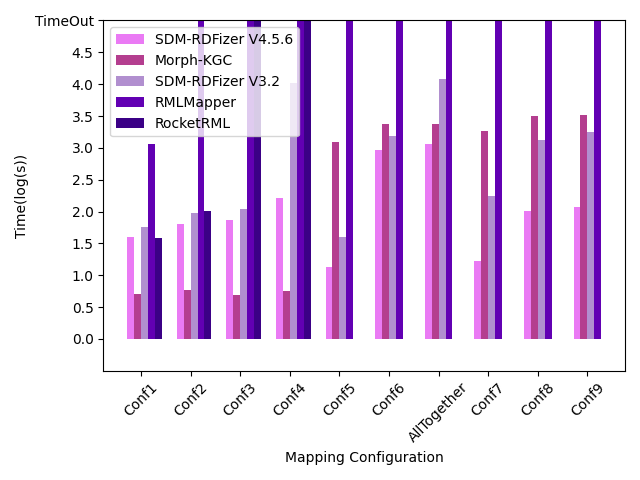 TimeOut
4.5
4.0
3.5
3.0
2.5
2.0
1.5
1.0
0.5
0.0
Time(log(s))
SDM-RDFizer V4.5.6
Morph-KGC
SDM-RDFizer V3.2
RMLMapper
RocketRML
Conf1
Conf2
Conf3
Conf4
Conf5
Conf6
AllTogether
Conf7
Conf8
Conf9
Mapping Configuration